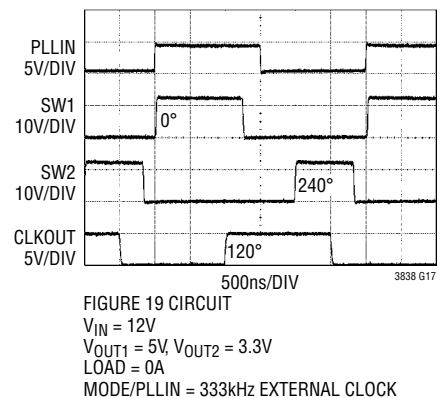 PLLIN
5V/DIV
SW1
10V/DIV
0°
SW2
10V/DIV
240°
CLKOUT
5V/DIV
120°
500ns/DIV
3838 G17
FIGURE 19 CIRCUIT
VIN = 12V
VOUT1 = 5V, VOUT2 = 3.3V
LOAD = 0A
MODE/PLLIN = 333kHz EXTERNAL CLOCK